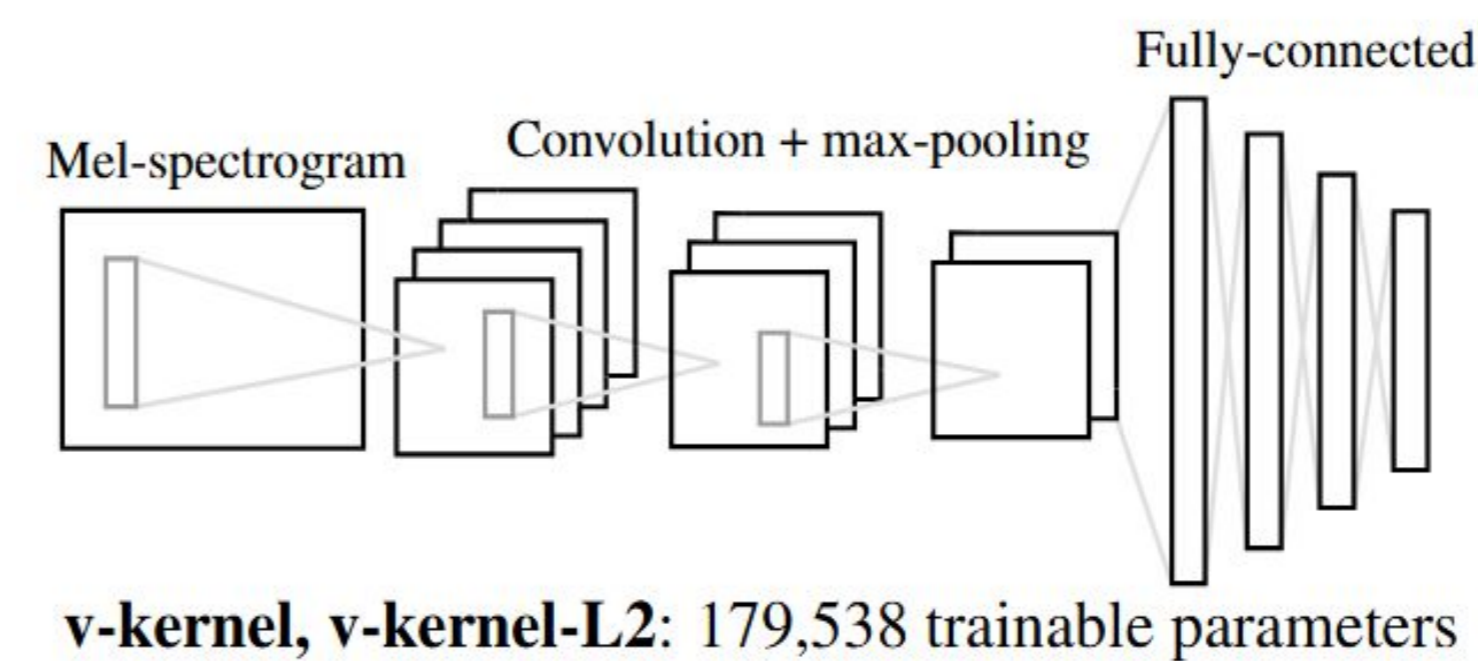 Fully-connected
Convolution + max-pooling
Mel-spectrogram
v-kernel, v-kernel-L2: 179,538 trainable parameters